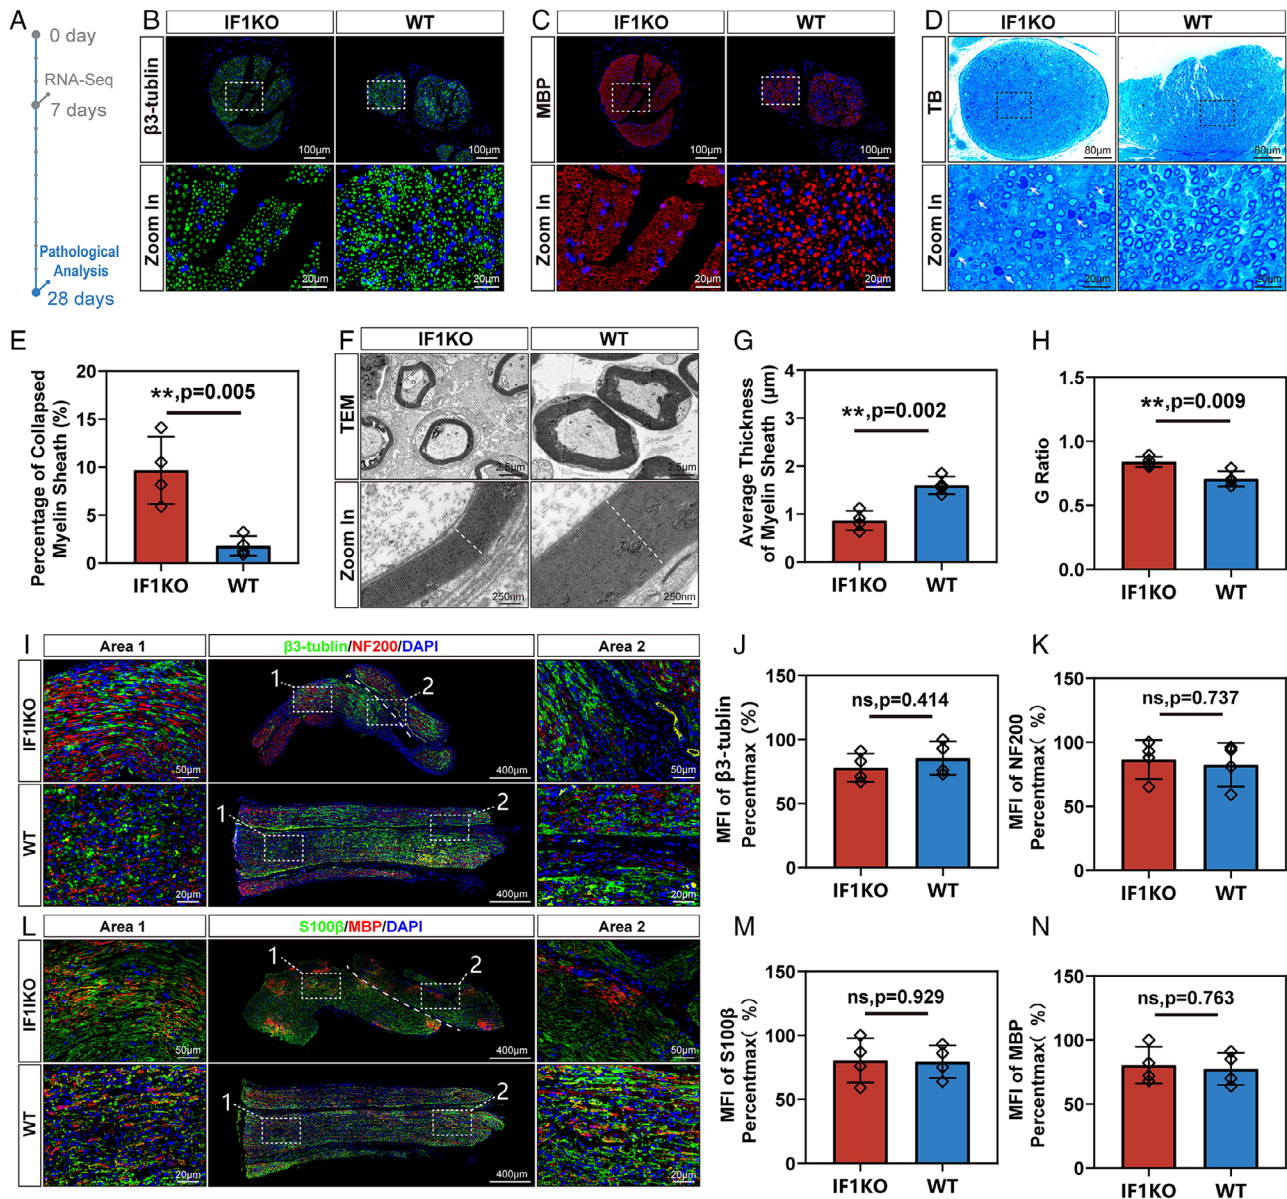 A
0 day
RNA-Seq
7 days
Pathological
Analysis
28 days
B
IF1KO
WT
β3-tublin
100μm
100μm
Zoom In
20μm
20μm
C
IF1KO
WT
MBP
100μm
100μm
Zoom In
20μm
20μm
D
IF1KO
WT
TB
80μm
80μm
Zoom In
20μm
20μm
E
Percentage of Collapsed
Myelin Sheath (%)
20
15
10
5
0
**,p=0.005
IF1KO
WT
F
IF1KO
WT
TEM
2.5μm
2.5μm
Zoom In
250nm
250nm
G
Average Thickness
of Myelin Sheath (μm)
4
3
2
1
0
**,p=0.002
IF1KO
WT
H
G Ratio
1.5
1.0
0.5
0.0
**,p=0.009
IF1KO
WT
I
Area 1
β3-tublin/NF200/DAPI
Area 2
IF1KO
50μm
1
2
400μm
50μm
WT
20μm
1
2
400μm
20μm
J
MFI of β3-tublin
Percentmax (%)
150
100
50
0
ns,p=0.414
IF1KO
WT
K
MFI of NF200
Percentmax( %)
150
100
50
0
ns,p=0.737
IF1KO
WT
L
Area 1
S100β/MBP/DAPI
Area 2
IF1KO
50μm
1
2
400μm
50μm
WT
20μm
1
2
400μm
20μm
M
MFI of S100β
Percentmax( %)
150
100
50
0
ns,p=0.929
IF1KO
WT
N
MFI of MBP
Percentmax( %)
150
100
50
0
ns,p=0.763
IF1KO
WT